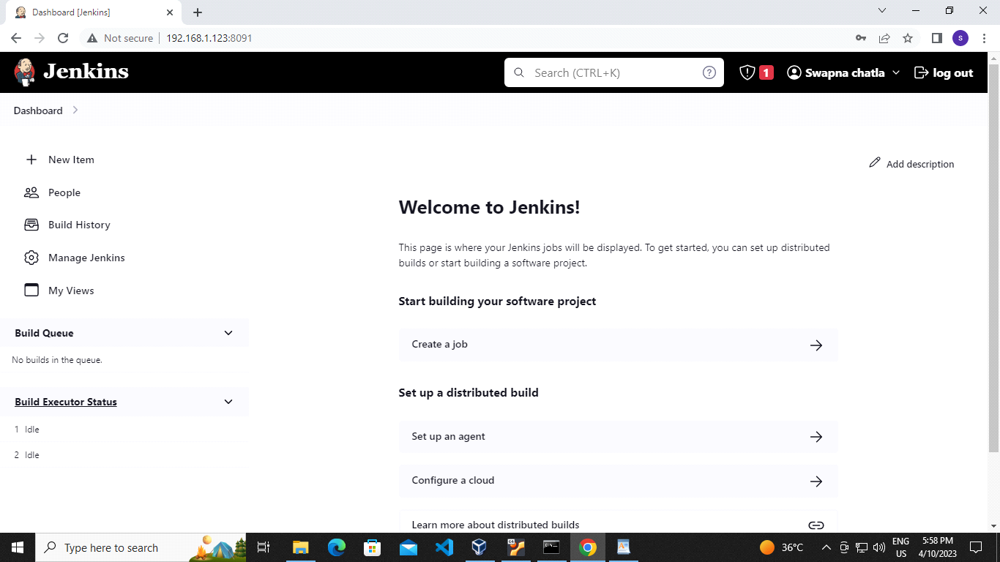 Dashboard [Jenkins]
Not secure
192.168.1.123:8091
S
Jenkins
Search (CTRL+K)
1
Swapna chatla
log out
Dashboard
New Item
People
Build History
Manage Jenkins
My Views
Build Queue
No builds in the queue.
Build Executor Status
1 Idle
2 Idle
Add description
Welcome to Jenkins!
This page is where your Jenkins jobs will be displayed. To get started, you can set up distributed
builds or start building a software project.
Start building your software project
Create a job
Set up a distributed build
Set up an agent
Configure a cloud
Learn more about distributed builds
Type here to search
36°C
ENG
US
5:58 PM
4/10/2023